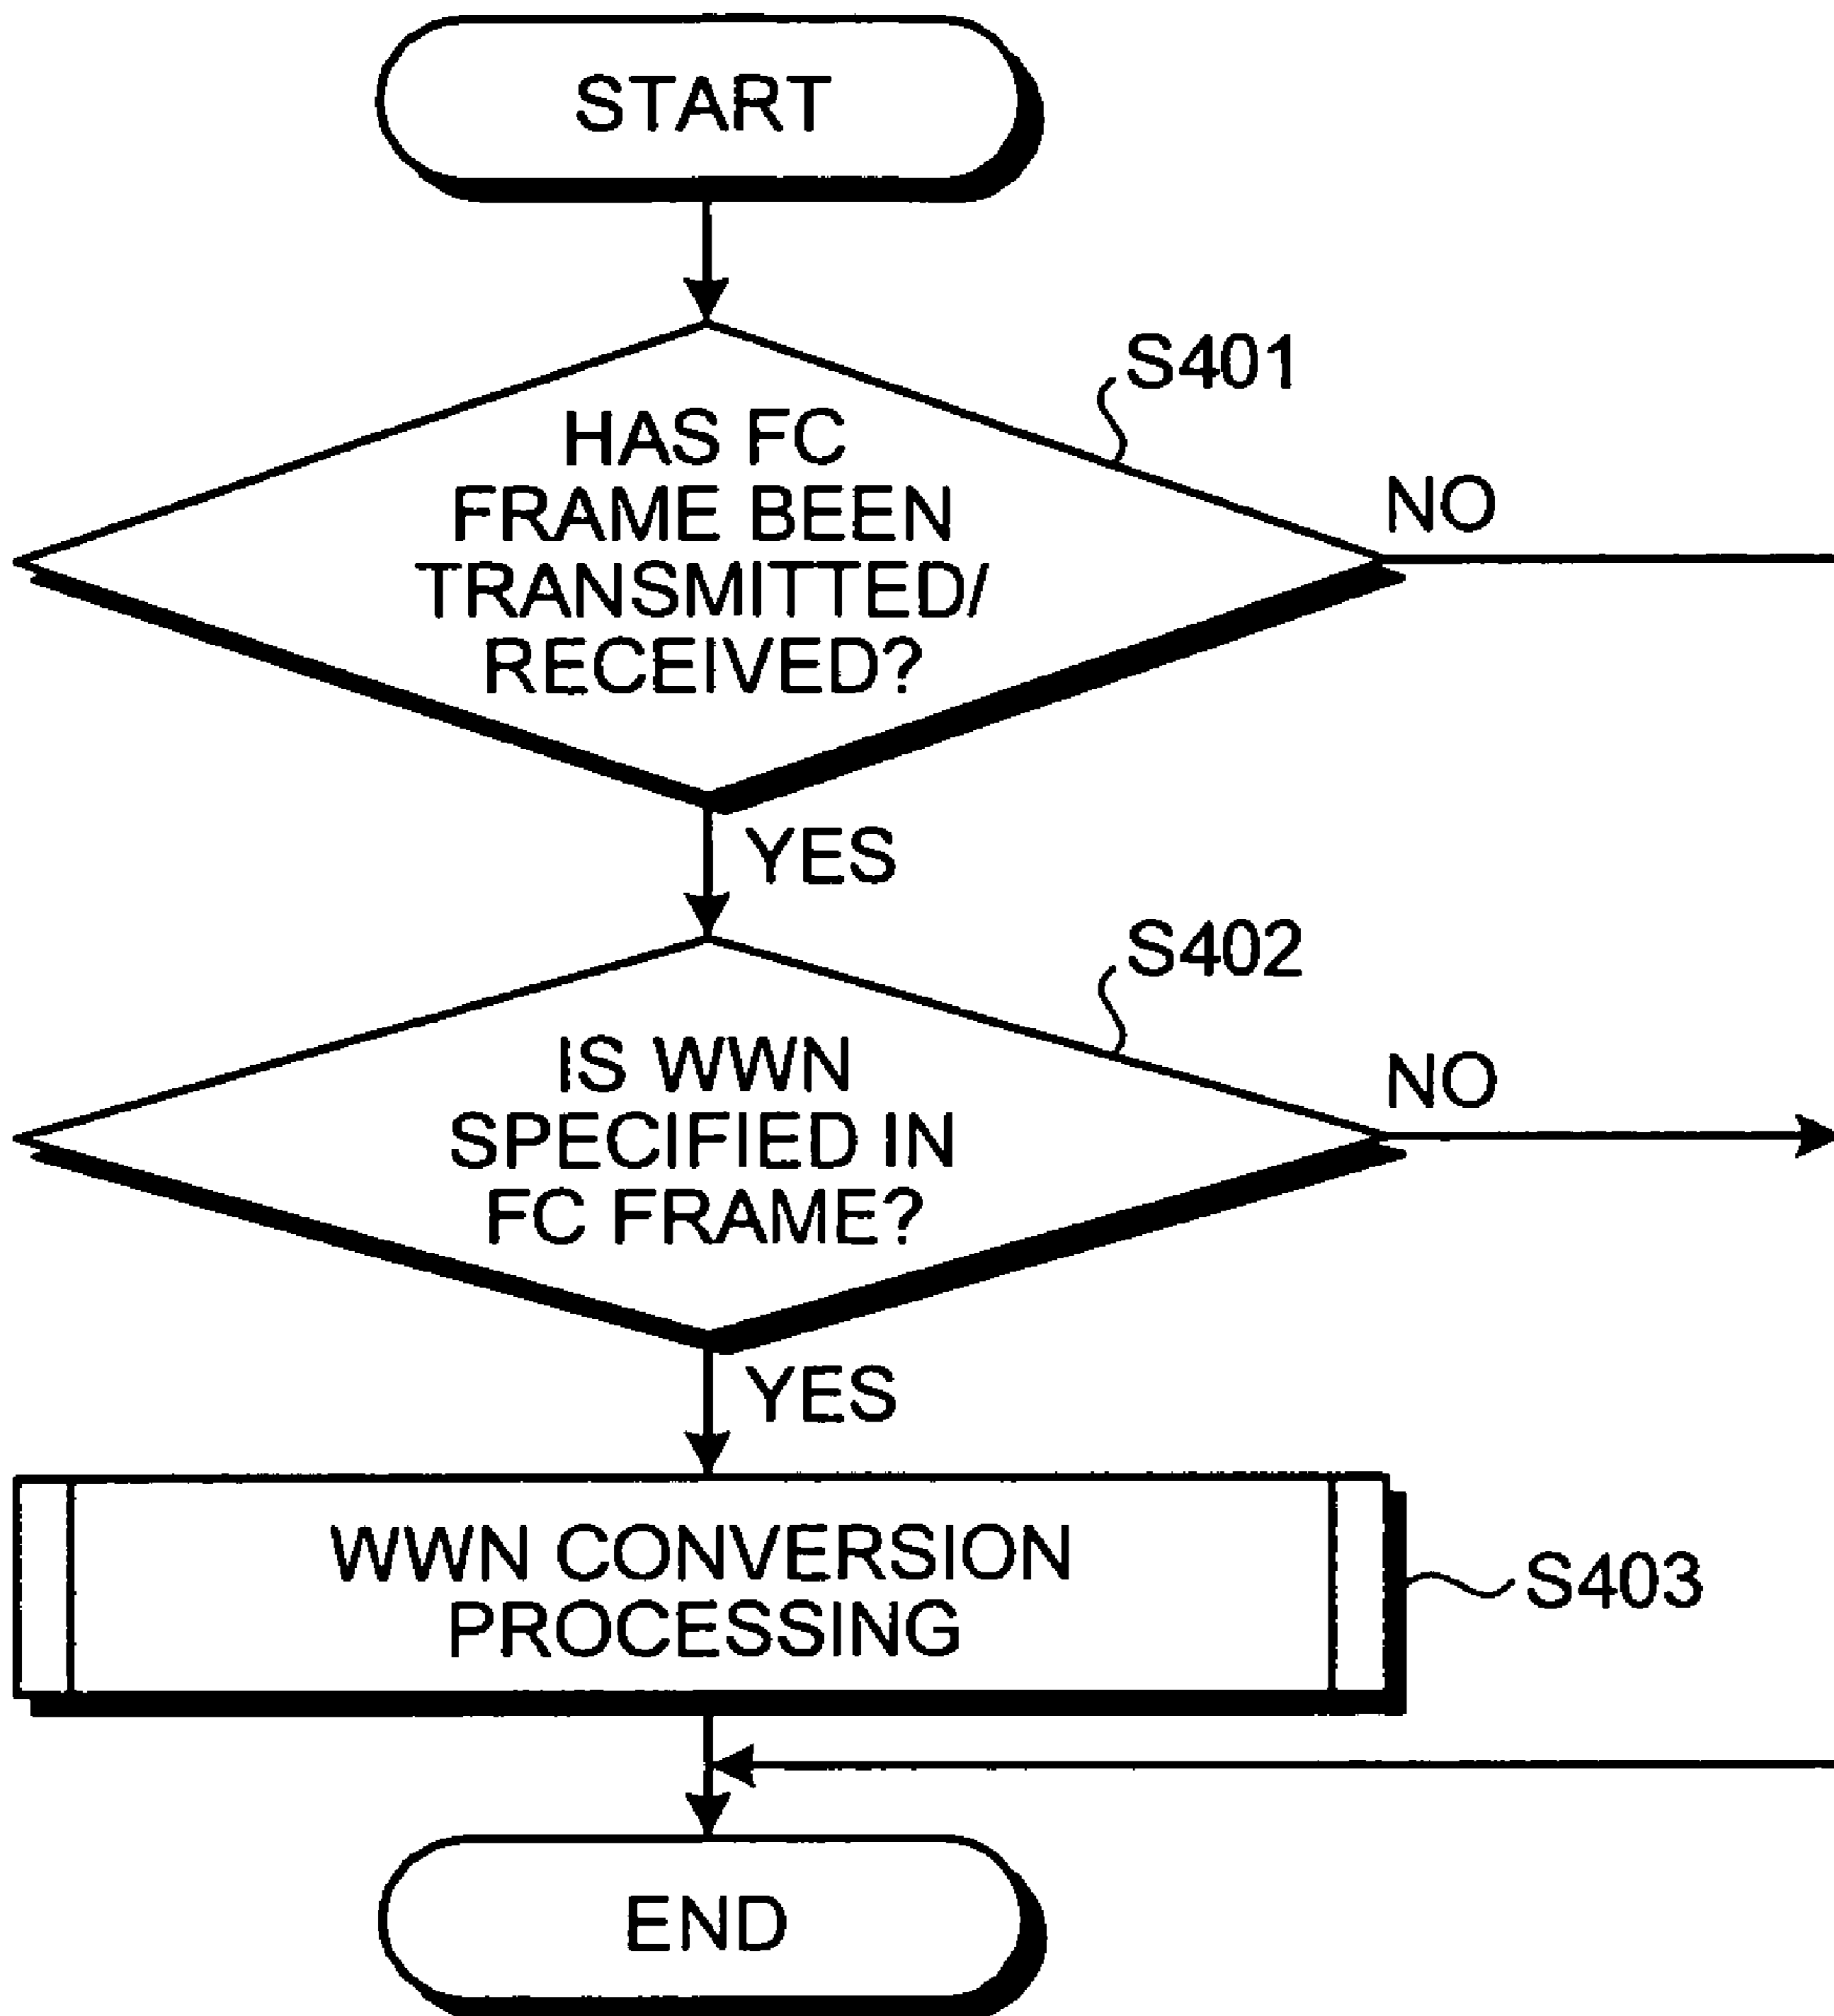 START
S401
HAS FC
FRAME BEEN
TRANSMITTED/
RECEIVED?
NO
YES
S402
IS WWN
SPECIFIED IN
FC FRAME?
NO
YES
WWN CONVERSION
PROCESSING
S403
END